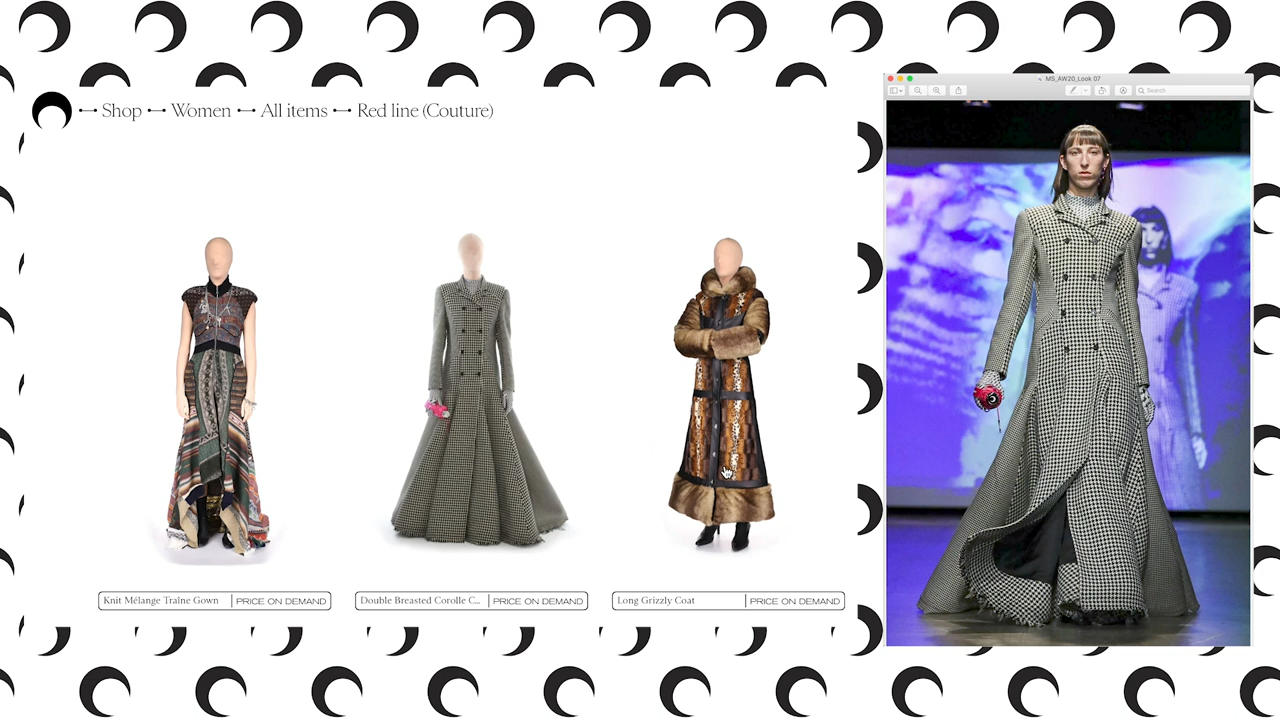 Shop Women All items Red line (Couture)
MS_AW20_Look 07
Search
Knit Mélange Traîne Gown PRICE ON DEMAND
Double Breasted Corolle C... PRICE ON DEMAND
Long Grizzly Coat PRICE ON DEMAND